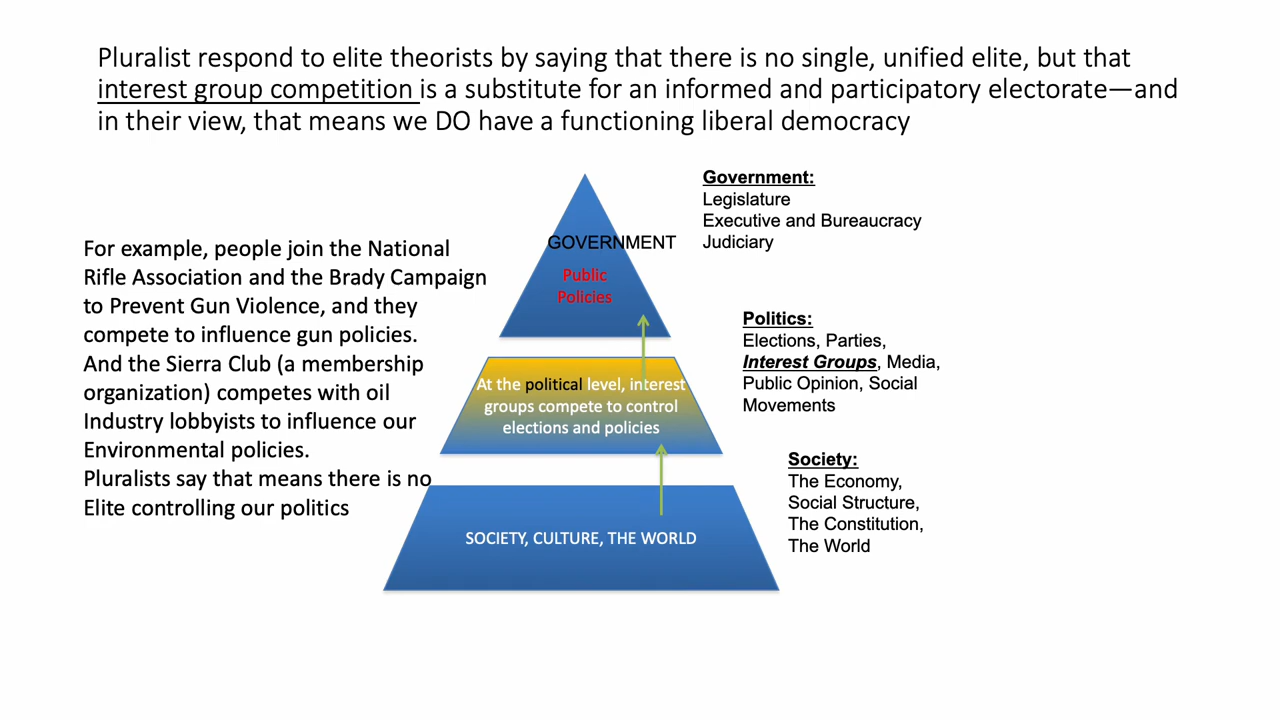 Pluralist respond to elite theorists by saying that there is no single, unified elite, but that
interest group competition is a substitute for an informed and participatory electorate—and
in their view, that means we DO have a functioning liberal democracy
For example, people join the National
Rifle Association and the Brady Campaign
to Prevent Gun Violence, and they
compete to influence gun policies.
And the Sierra Club (a membership
organization) competes with oil
Industry lobbyists to influence our
Environmental policies.
Pluralists say that means there is no
Elite controlling our politics
GOVERNMENT
Public
Policies
At the political level, interest
groups compete to control
elections and policies
SOCIETY, CULTURE, THE WORLD
Government:
Legislature
Executive and Bureaucracy
Judiciary
Politics:
Elections, Parties,
Interest Groups, Media,
Public Opinion, Social
Movements
Society:
The Economy,
Social Structure,
The Constitution,
The World